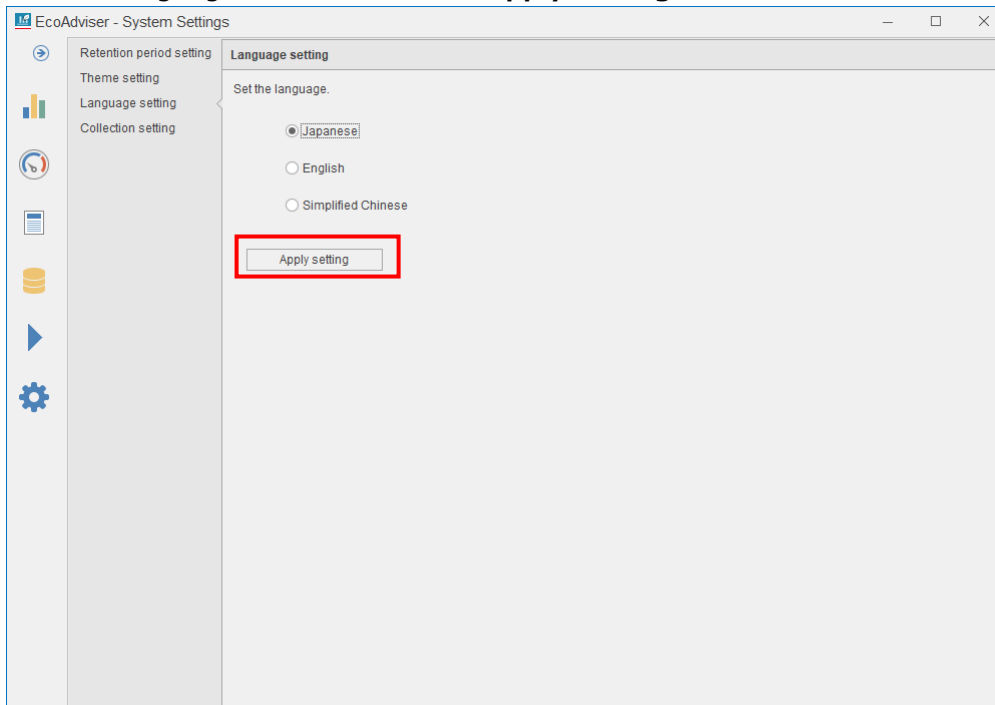 EcoAdviser - System Settings
Retention period setting
Theme setting
Language setting
Collection setting
Language setting
Set the language.
Japanese
English
Simplified Chinese
Apply setting